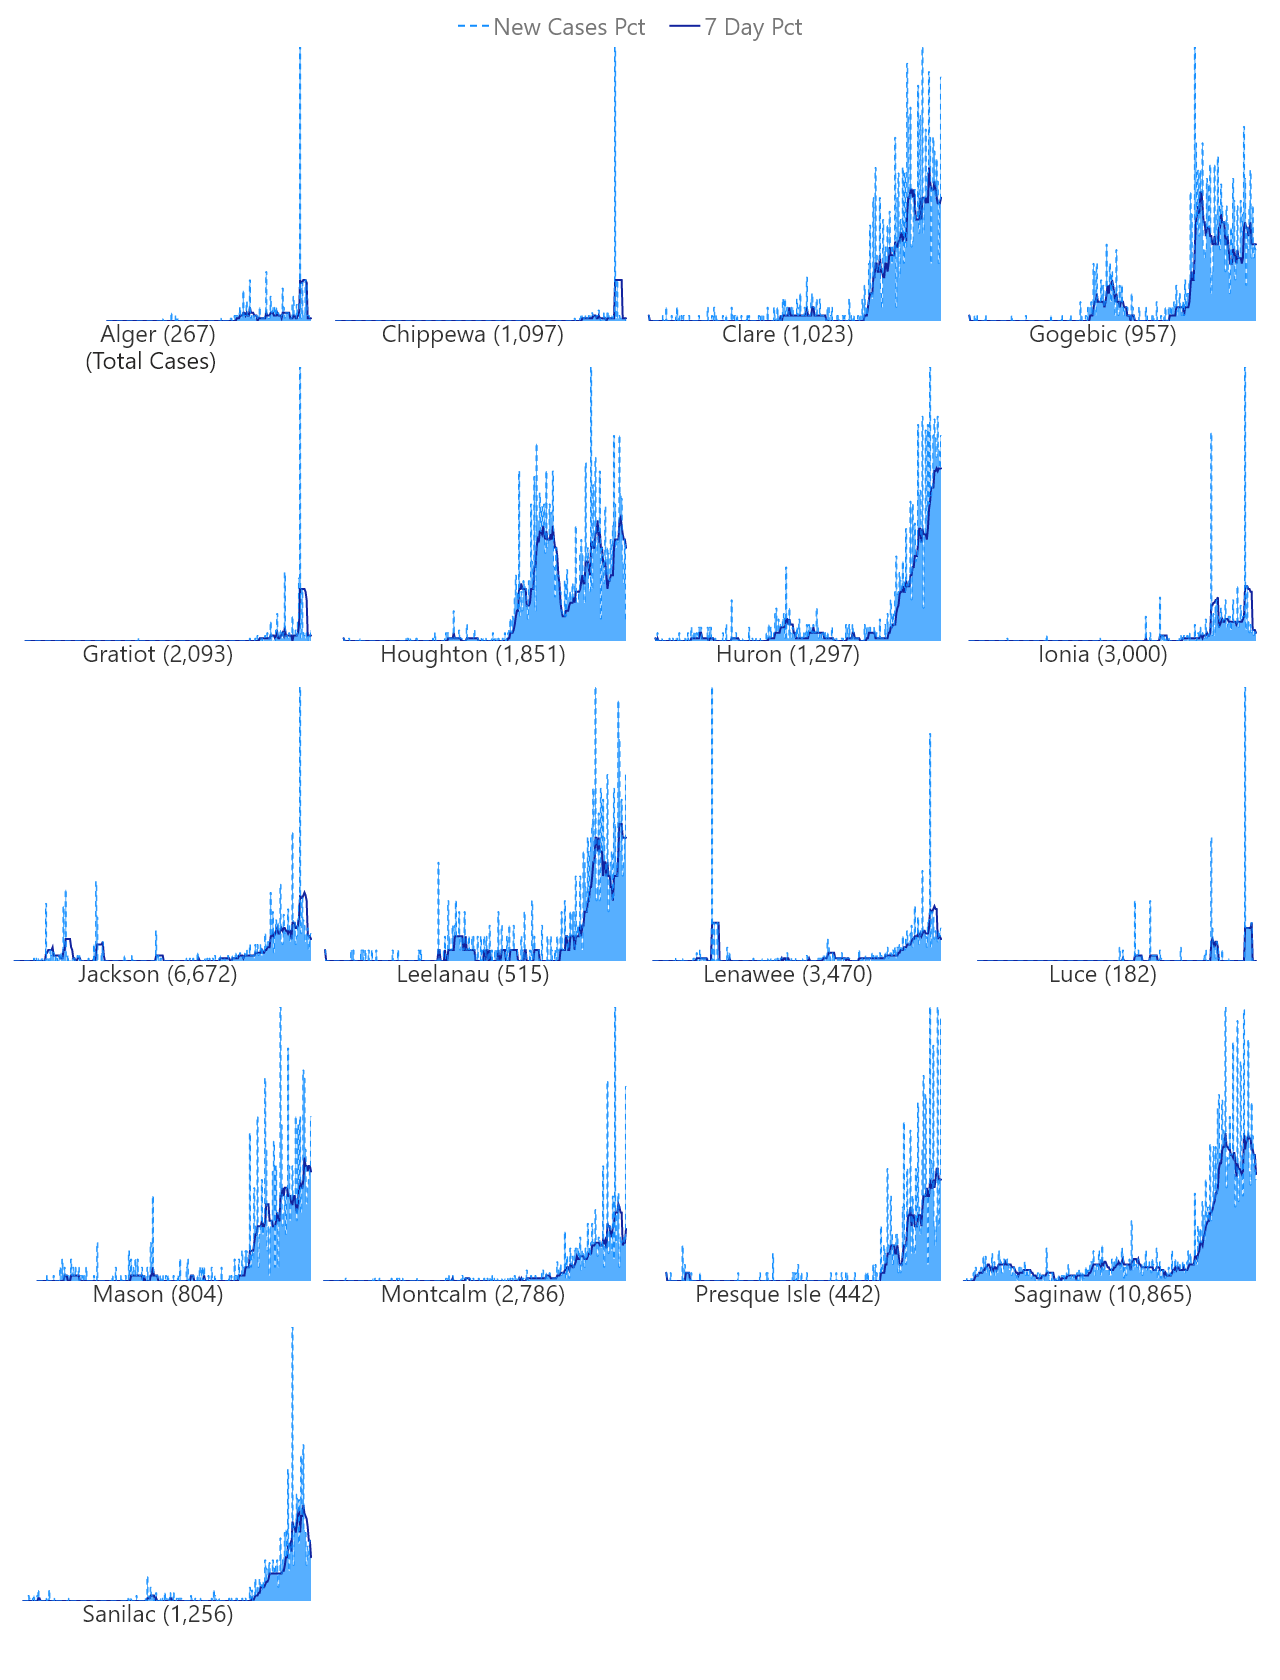 New Cases Pct 7 Day Pct
Alger (267) Chippewa (1,097) Clare (1,023) Gogebic (957)
(Total Cases)
Gratiot (2,093) Houghton (1,851) Huron (1,297) Ionia (3,000)
Jackson (6,672) Leelanau (515) Lenawee (3,470) Luce (182)
Mason (804) Montcalm (2,786) Presque Isle (442) Saginaw (10,865)
Sanilac (1,256)